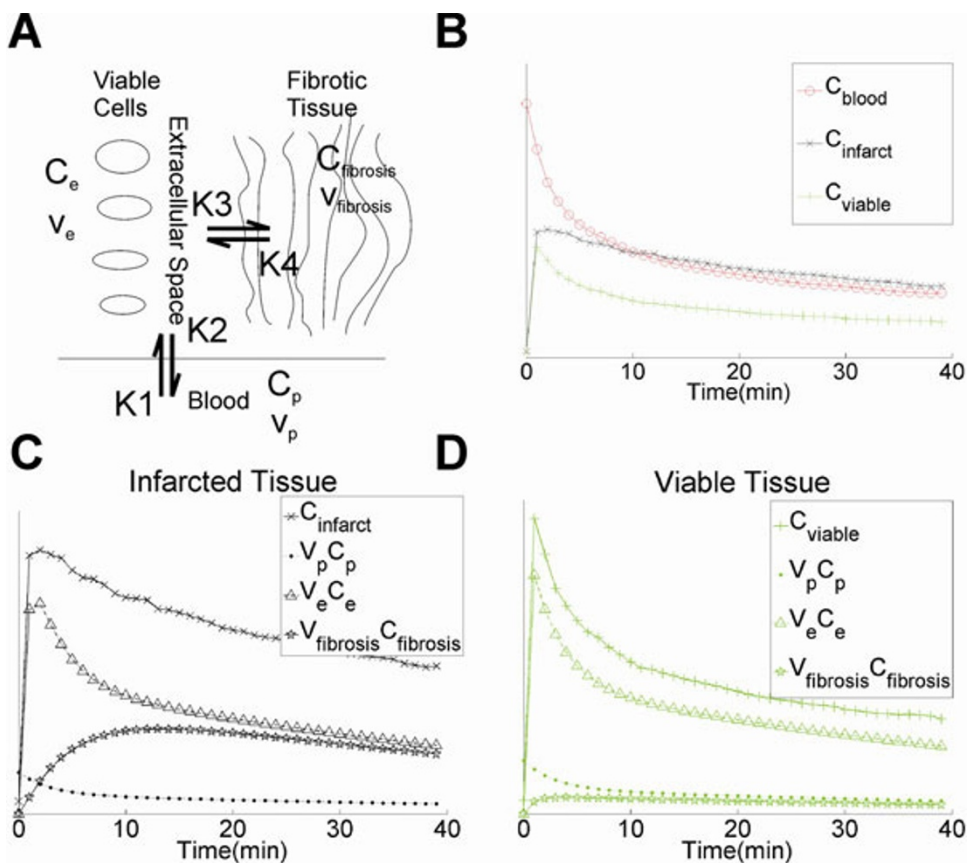 A
Viable
Cells
Fibrotic
Tissue
Extracellular Space
C e
v e
C fibrosis
v fibrosis
K3
K4
K2
K1
Blood
C p
v p
B
C blood
C infarct
C viable
0 10 20 30 40
Time(min)
C
Infarcted Tissue
C infarct
V p C p
V e C e
V fibrosis C fibrosis
0 10 20 30 40
Time(min)
D
Viable Tissue
C viable
V p C p
V e C e
V fibrosis C fibrosis
0 10 20 30 40
Time(min)